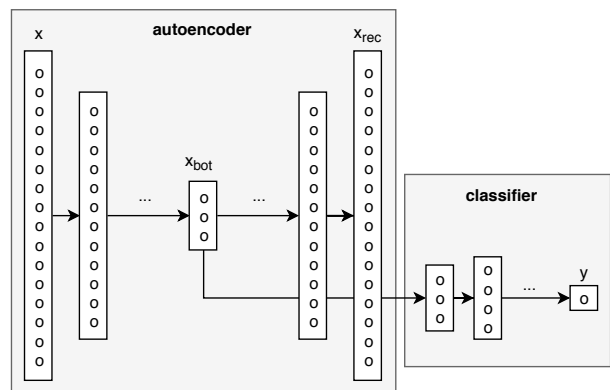 autoencoder
x
x_rec
x_bot
...
...
classifier
...
y